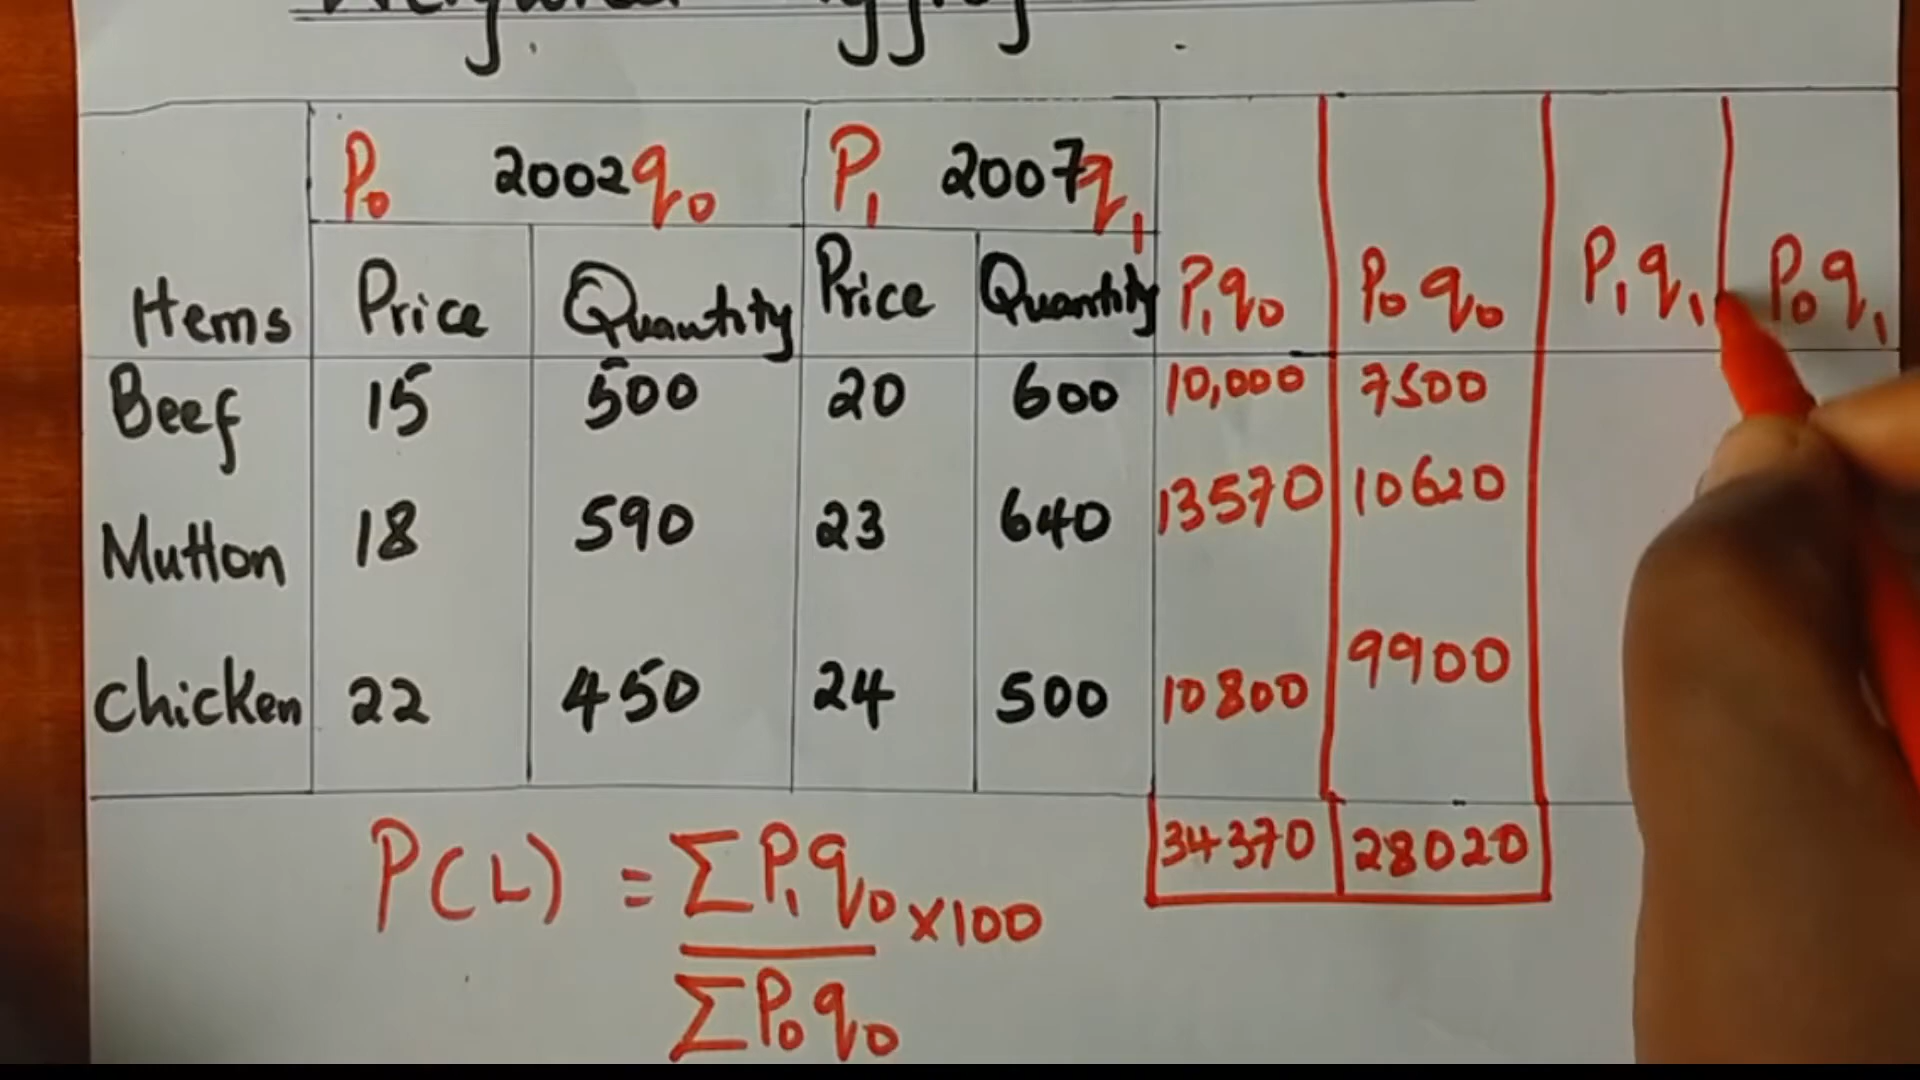 P₀ 2002 q₀ P₁ 2007 q₁
Items Price Quantity Price Quantity P₁q₀ P₀q₀ P₁q₁ P₀q₁
Beef 15 500 20 600 10,000 7500
Mutton 18 590 23 640 13570 10620
Chicken 22 450 24 500 10800 9900
34370 28020
P(L) = ΣP₁q₀ ×100
ΣP₀q₀